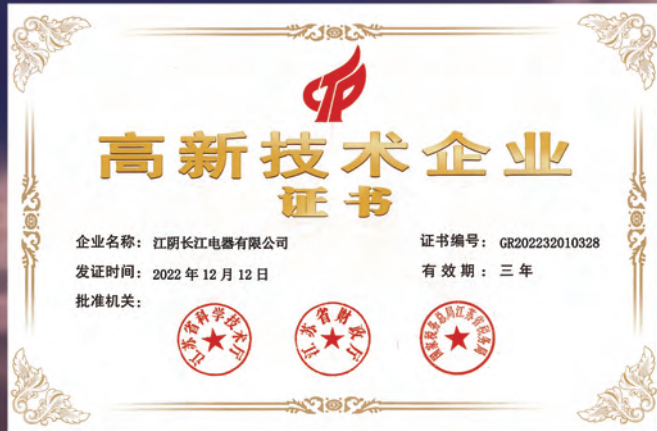 高新技术企业
证书
企业名称：江阴长江电器有限公司
证书编号：GR202232010328
发证时间：2022年12月12日
有效期：三年
批准机关：
江苏省科学技术厅
江苏省财政厅
国家税务总局江苏省税务局